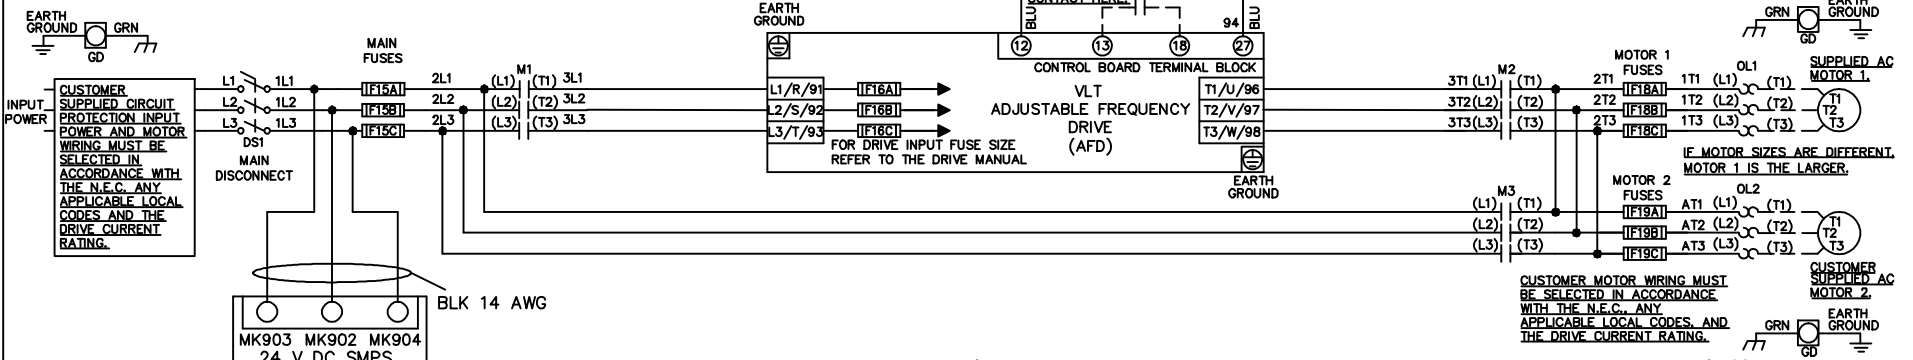 EARTH
GROUND
GRN
GD
INPUT
POWER
CUSTOMER
SUPPLIED CIRCUIT
PROTECTION INPUT
POWER AND MOTOR
WIRING MUST BE
SELECTED IN
ACCORDANCE WITH
THE N.E.C. ANY
APPLICABLE LOCAL
CODES AND THE
DRIVE CURRENT
RATING.
L1 1L1
L2 1L2
L3 1L3
DS1
MAIN
DISCONNECT
MAIN
FUSES
F15A
F15B
F15C
2L1
2L2
2L3
M1
(L1) (T1) 3L1
(L2) (T2) 3L2
(L3) (T3) 3L3
BLK 14 AWG
MK903 MK902 MK904
24 V DC SMPS
EARTH
GROUND
CONTACT HERE.
BLU
94
BLU
12
13
18
27
CONTROL BOARD TERMINAL BLOCK
L1/R/91
L2/S/92
L3/T/93
F16A
F16B
F16C
FOR DRIVE INPUT FUSE SIZE
REFER TO THE DRIVE MANUAL
VLT
ADJUSTABLE FREQUENCY
DRIVE
(AFD)
T1/U/96
T2/V/97
T3/W/98
EARTH
GROUND
M2
3T1 (L1) (T1)
3T2(L2) (T2)
3T3(L3) (T3)
M3
(L1) (T1)
(L2) (T2)
(L3) (T3)
MOTOR 1
FUSES
2T1 F18A 1T1 (L1)
2T2 F18B 1T2 (L2)
2T3 F18C 1T3 (L3)
OL1
(T1)
(T2)
(T3)
GRN
GD
EARTH
GROUND
SUPPLIED AC
MOTOR 1.
T1
T2
T3
IF MOTOR SIZES ARE DIFFERENT,
MOTOR 1 IS THE LARGER.
MOTOR 2
FUSES
F19A AT1 (L1)
F19B AT2 (L2)
F19C AT3 (L3)
OL2
(T1)
(T2)
(T3)
T1
T2
T3
CUSTOMER
SUPPLIED AC
MOTOR 2.
CUSTOMER MOTOR WIRING MUST
BE SELECTED IN ACCORDANCE
WITH THE N.E.C., ANY
APPLICABLE LOCAL CODES, AND
THE DRIVE CURRENT RATING.
GRN
GD
EARTH
GROUND